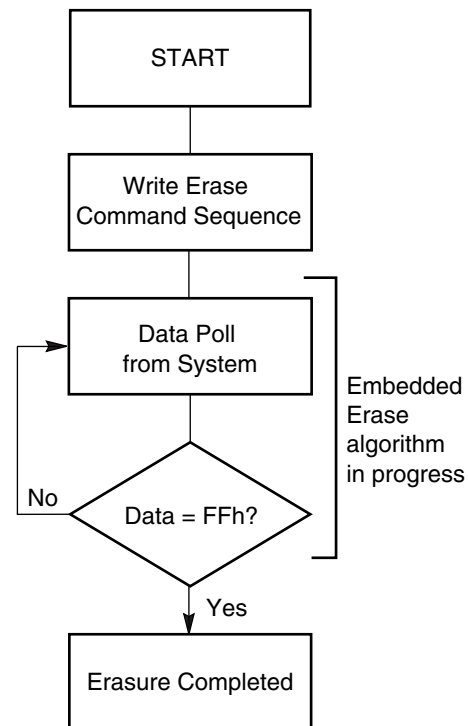 START
Write Erase
Command Sequence
Data Poll
from System
Embedded
Erase
algorithm
in progress
No
Data = FFh?
Yes
Erasure Completed